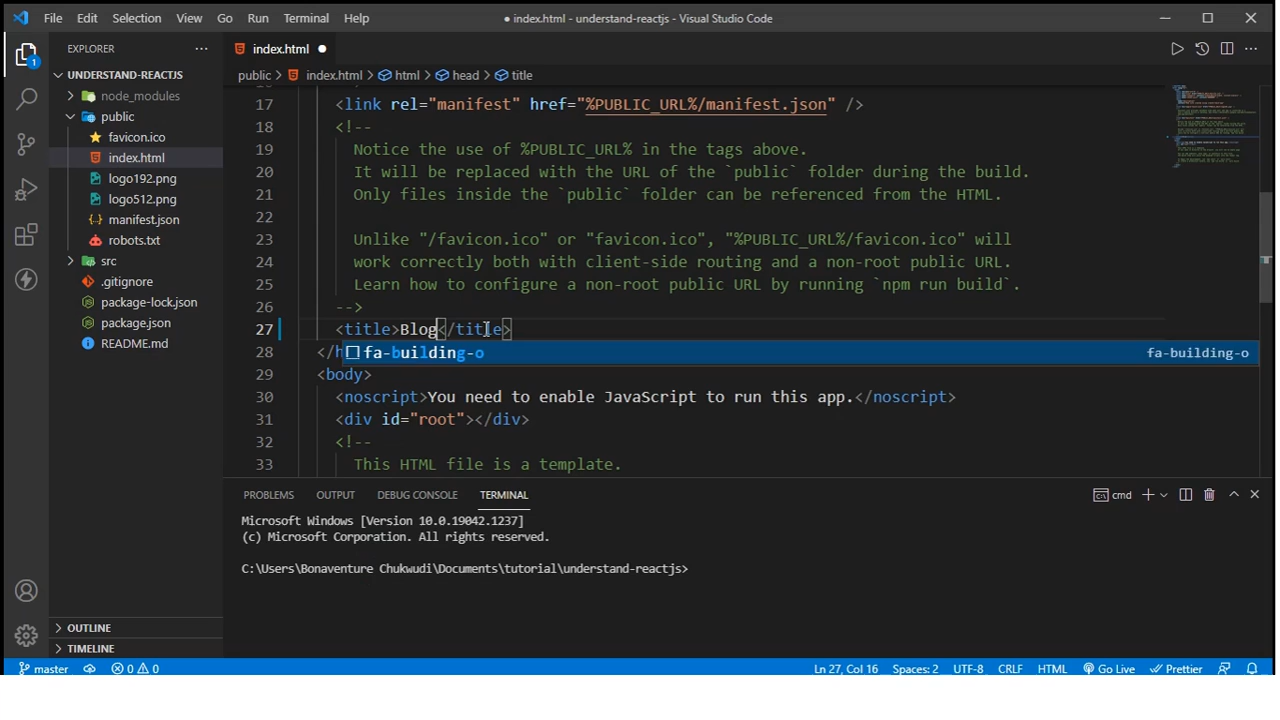 File Edit Selection View Go Run Terminal Help ● index.html - understand-reactjs - Visual Studio Code
EXPLORER ...
1
UNDERSTAND-REACTJS
node_modules
public
favicon.ico
index.html
logo192.png
logo512.png
manifest.json
robots.txt
src
.gitignore
package-lock.json
package.json
README.md
OUTLINE
TIMELINE
index.html ●
public > index.html > html > head > title
17 <link rel="manifest" href="%PUBLIC_URL%/manifest.json" />
18 <!--
19 Notice the use of %PUBLIC_URL% in the tags above.
20 It will be replaced with the URL of the `public` folder during the build.
21 Only files inside the `public` folder can be referenced from the HTML.
22
23 Unlike "/favicon.ico" or "favicon.ico", "%PUBLIC_URL%/favicon.ico" will
24 work correctly both with client-side routing and a non-root public URL.
25 Learn how to configure a non-root public URL by running `npm run build`.
26 -->
27 <title>Blog</title>
28 </h
fa-building-o fa-building-o
29 <body>
30 <noscript>You need to enable JavaScript to run this app.</noscript>
31 <div id="root"></div>
32 <!--
33 This HTML file is a template.
PROBLEMS OUTPUT DEBUG CONSOLE TERMINAL cmd
Microsoft Windows [Version 10.0.19042.1237]
(c) Microsoft Corporation. All rights reserved.
C:\Users\Bonaventure Chukwudi\Documents\tutorial\understand-reactjs>
master 0 0 Ln 27, Col 16 Spaces: 2 UTF-8 CRLF HTML Go Live Prettier